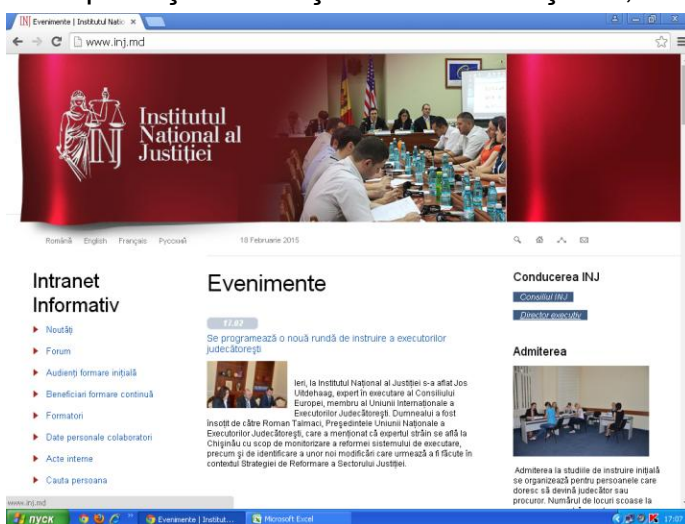 Evenimente | Institutul Natio
www.inj.md
INJ
Institutul
Național al
Justiției
Română English Français Русский
18 Februarie 2015
Intranet
Informativ
Noutăți
Forum
Audienți formare inițială
Beneficiari formare continuă
Formatori
Date personale colaboratori
Acte interne
Cauta persoana
Evenimente
17.02
Se programează o nouă rundă de instruire a executorilor
judecătorești
Ieri, la Institutul Național al Justiției s-a aflat Jos
Uitdehaag, expert în executare al Consiliului
Europei, membru al Uniunii Internaționale a
Executorilor Judecătorești. Dumnealui a fost
însoțit de către Roman Talmaci, Președintele Uniunii Naționale a
Executorilor Judecătorești, care a menționat că expertul străin se află la
Chișinău cu scop de monitorizare a reformei sistemului de executare,
precum și de identificare a unor noi modificări care urmează a fi făcute în
contextul Strategiei de Reformare a Sectorului Justiției.
Conducerea INJ
Consiliul INJ
Director executiv
Admiterea
Admiterea la studiile de instruire inițială
se organizează pentru persoanele care
doresc să devină judecător sau
procuror. Numărul de locuri scoase la
www.inj.md
пуск
Evenimente | Institut...
Microsoft Excel
17:07